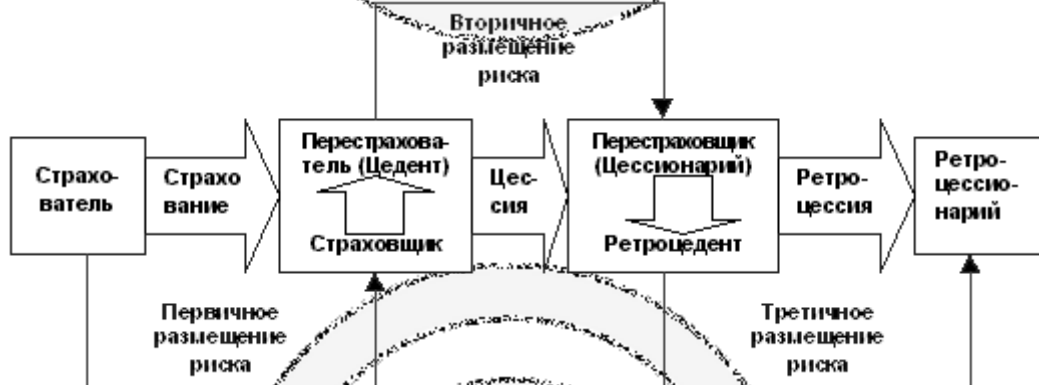 Вторичное
размещение
риска
Страхо-
ватель
Страхо
вание
Перестрахова-
тель (Цедент)
Страховщик
Цес-
сия
Перестраховщик
(Цессионарий)
Ретроцедент
Ретро-
цессия
Ретро-
цессио-
нарий
Первичное
размещение
риска
Третичное
размещение
риска